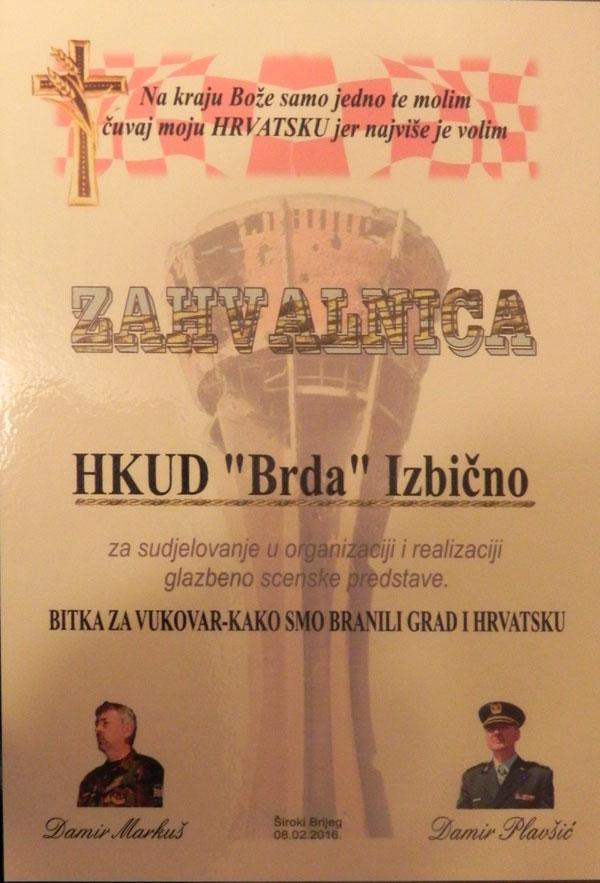 Na kraju Bože samo jedno te molim
čuvaj moju HRVATSKU jer najviše je volim
ZAHVALNICA
HKUD "Brda" Izbično
za sudjelovanje u organizaciji i realizaciji
glazbeno scenske predstave.
BITKA ZA VUKOVAR-KAKO SMO BRANILI GRAD I HRVATSKU
Damir Markuš
Široki Brijeg
08.02.2016.
Damir Plavšić